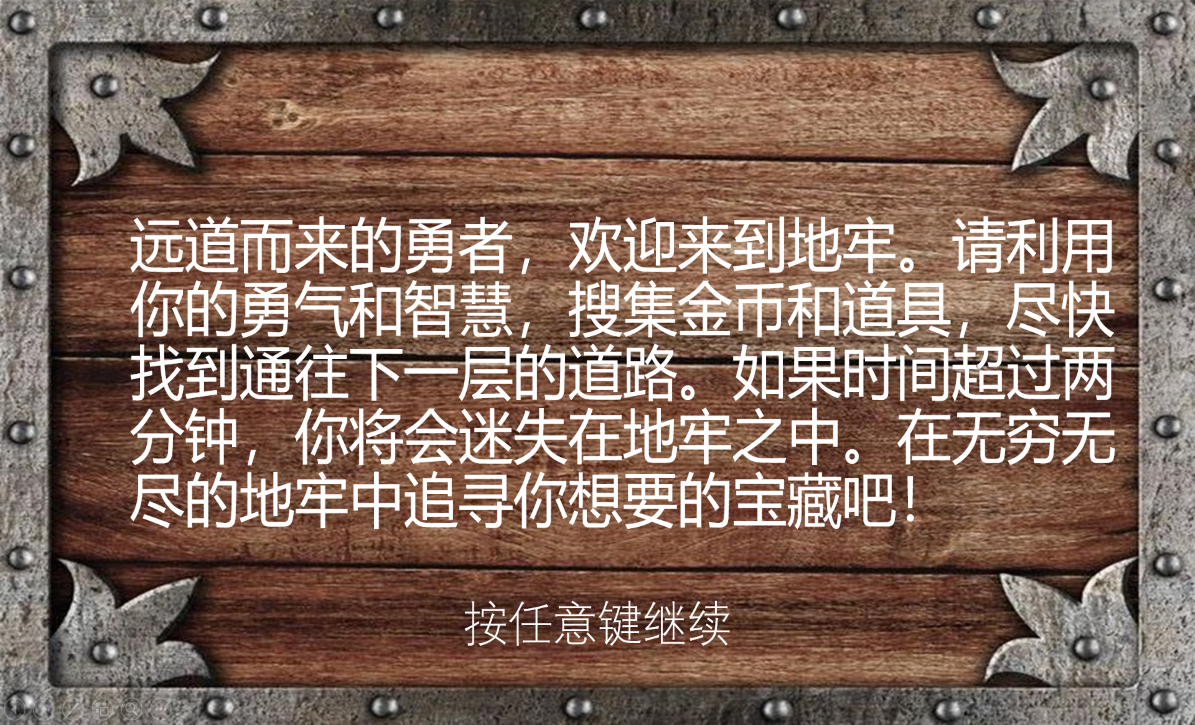 远道而来的勇者，欢迎来到地牢。请利用
你的勇气和智慧，搜集金币和道具，尽快
找到通往下一层的道路。如果时间超过两
分钟，你将会迷失在地牢之中。在无穷无
尽的地牢中追寻你想要的宝藏吧！
按任意键继续